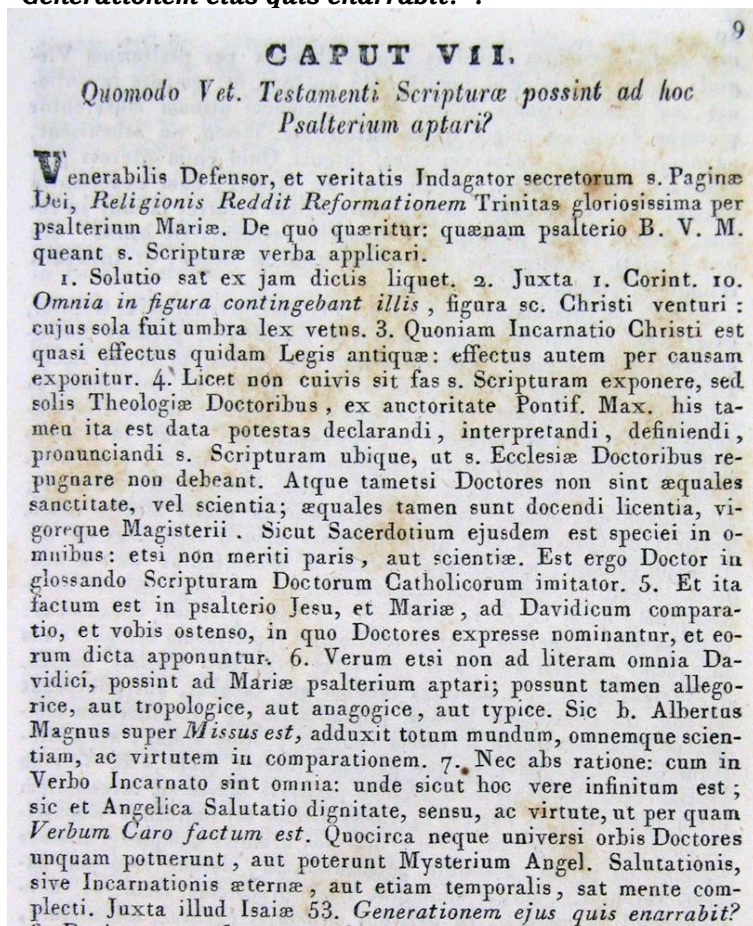 Generationem ejus quis enarrabit?".
9
CAPUT VII.
Quomodo Vet. Testamenti Scripturæ possint ad hoc
Psalterium aptari?
Venerabilis Defensor, et veritatis Indagator secretorum s. Paginæ
Dei, Religionis Reddit Reformationem Trinitas gloriosissima per
psalterium Mariæ. De quo quæritur: quænam psalterio B. V. M.
queant s. Scripturæ verba applicari.
1. Solutio sat ex jam dictis liquet. 2. Juxta 1. Corint. 10.
Omnia in figura contingebant illis, figura sc. Christi venturi :
cujus sola fuit umbra lex vetus. 3. Quoniam Incarnatio Christi est
quasi effectus quidam Legis antiquæ: effectus autem per causam
exponitur. 4. Licet non cuivis sit fas s. Scripturam exponere, sed
solis Theologiæ Doctoribus, ex auctoritate Pontif. Max. his ta-
men ita est data potestas declarandi, interpretandi, definiendi,
pronunciandi s. Scripturam ubique, ut s. Ecclesiæ Doctoribus re-
pugnare non debeant. Atque tametsi Doctores non sint æquales
sanctitate, vel scientia; æquales tamen sunt docendi licentia, vi-
goreque Magisterii. Sicut Sacerdotium ejusdem est speciei in o-
mnibus: etsi non meriti paris, aut scientiæ. Est ergo Doctor in
glossando Scripturam Doctorum Catholicorum imitator. 5. Et ita
factum est in psalterio Jesu, et Mariæ, ad Davidicum compara-
tio, et vobis ostenso, in quo Doctores expresse nominantur, et eo-
rum dicta apponuntur. 6. Verum etsi non ad literam omnia Da-
vidici, possint ad Mariæ psalterium aptari; possunt tamen allego-
rice, aut tropologice, aut anagogice, aut typice. Sic b. Albertus
Magnus super Missus est, adduxit totum mundum, omnemque scien-
tiam, ac virtutem in comparationem. 7. Nec abs ratione: cum in
Verbo Incarnato sint omnia: unde sicut hoc vere infinitum est ;
sic et Angelica Salutatio dignitate, sensu, ac virtute, ut per quam
Verbum Caro factum est. Quocirca neque universi orbis Doctores
unquam potuerunt, aut poterunt Mysterium Angel. Salutationis,
sive Incarnationis æternæ, aut etiam temporalis, sat mente com-
plecti. Juxta illud Isaiæ 53. Generationem ejus quis enarrabit?